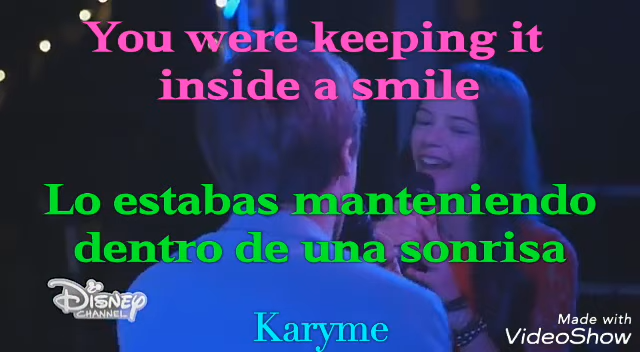 You were keeping it
inside a smile
Lo estabas manteniendo
dentro de una sonrisa
Disney
CHANNEL
Karyme
Made with
VideoShow